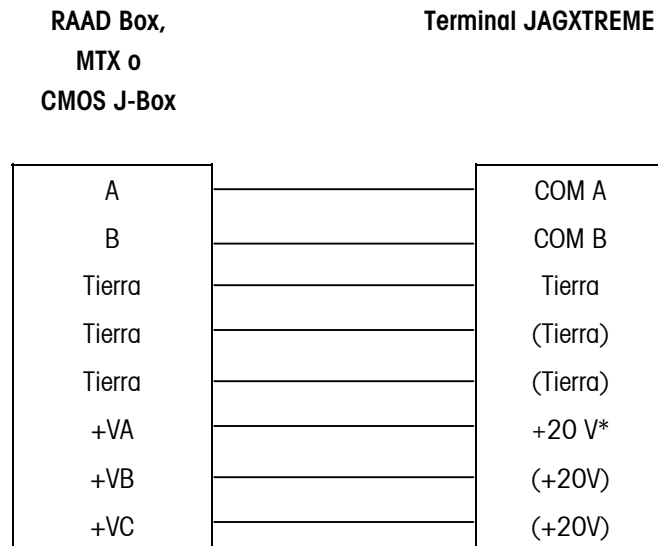 RAAD Box, Terminal JAGXTREME
MTX o
CMOS J-Box
A COM A
B COM B
Tierra Tierra
Tierra (Tierra)
Tierra (Tierra)
+VA +20 V*
+VB (+20V)
+VC (+20V)